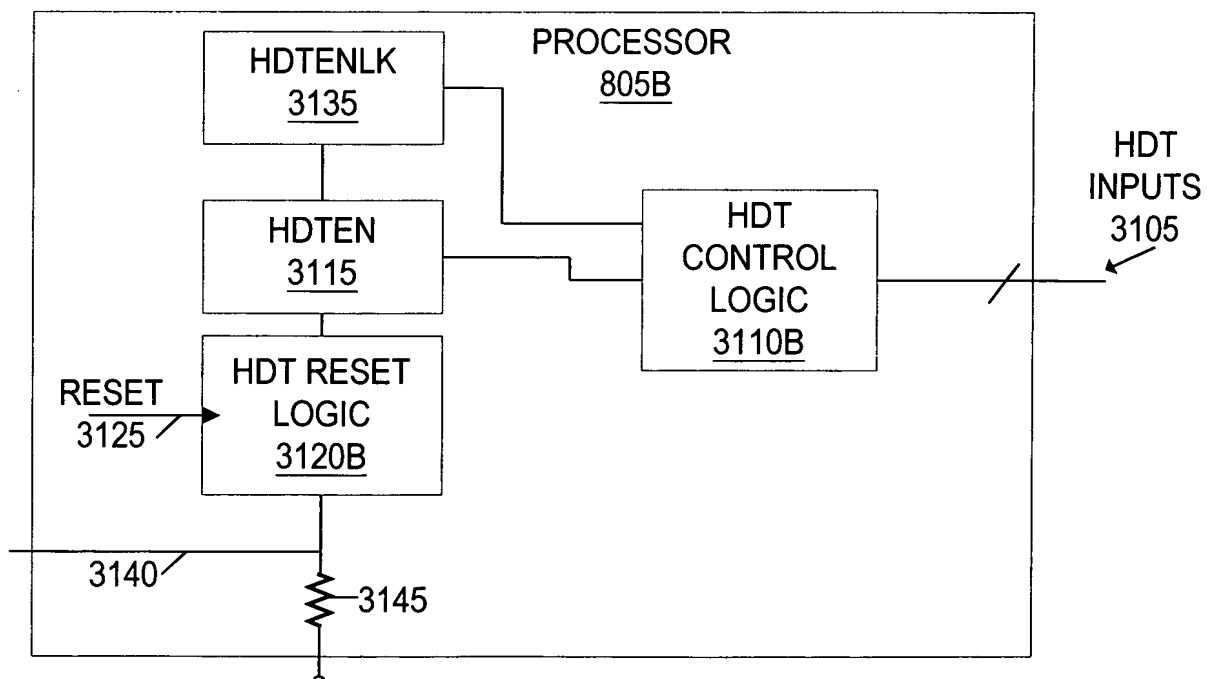 PROCESSOR
805B
HDTENLK
3135
HDT
INPUTS
3105
HDTEN
3115
HDT
CONTROL
LOGIC
3110B
HDT RESET
LOGIC
3120B
RESET
3125
3140
3145